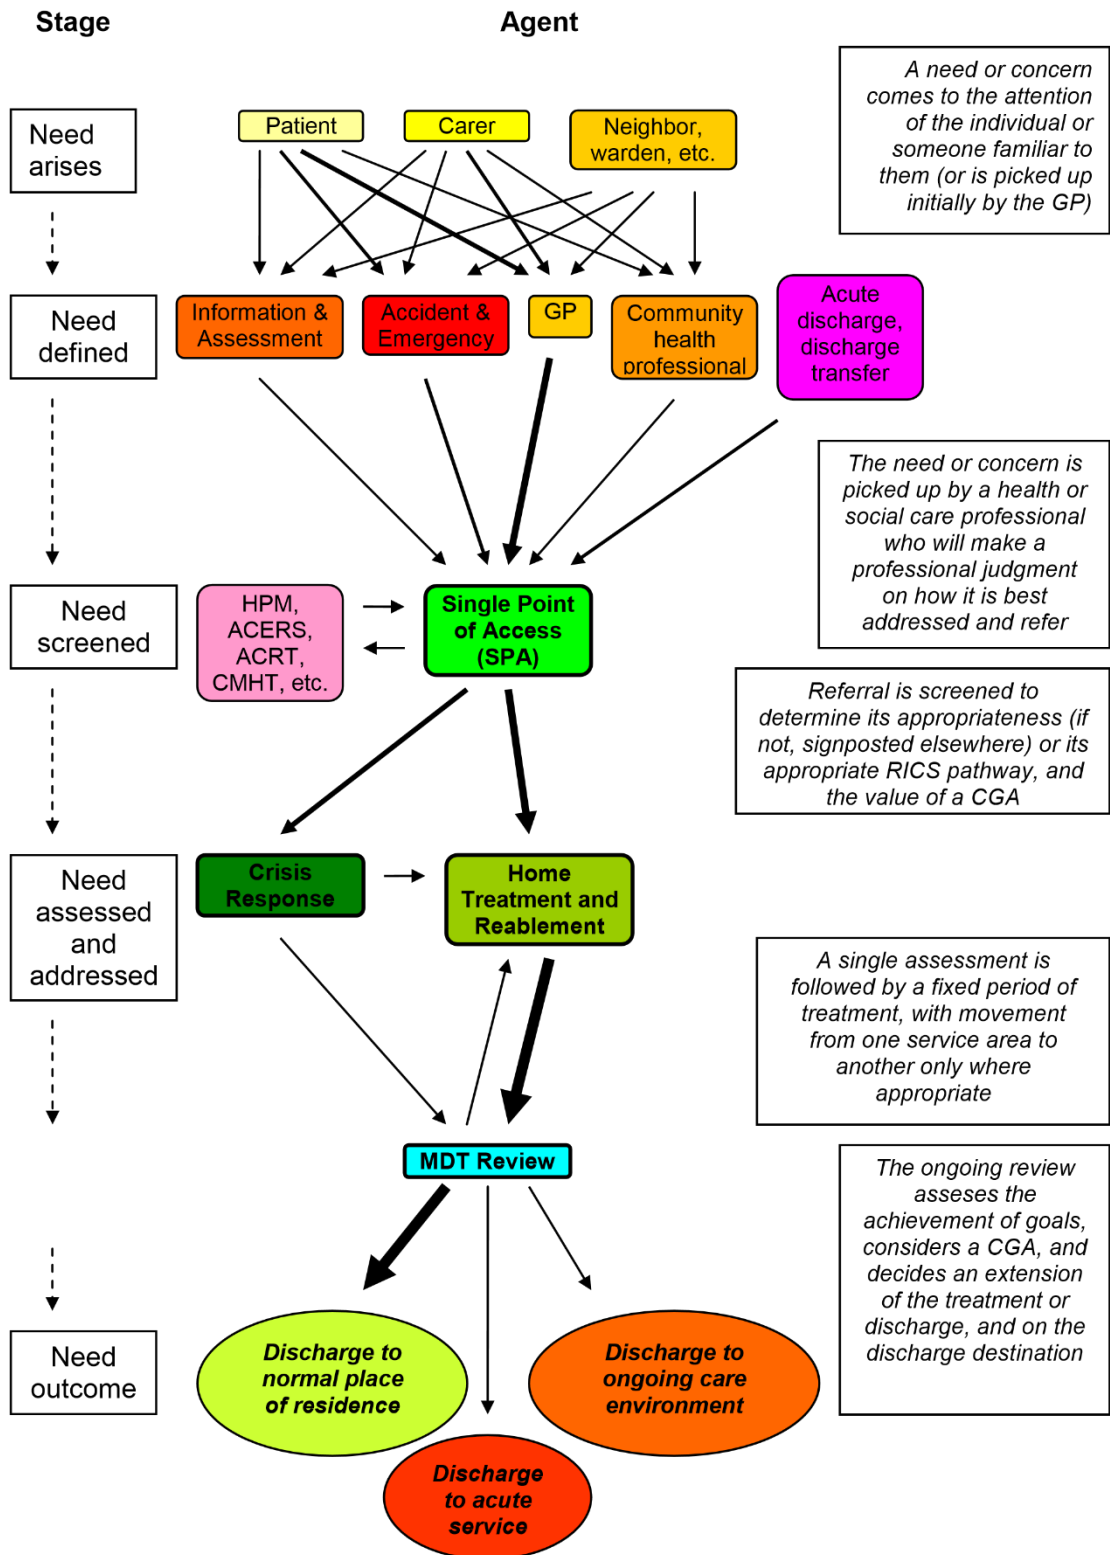 Stage
Agent
Need
arises
Patient
Carer
Neighbor,
warden, etc.
A need or concern
comes to the attention
of the individual or
someone familiar to
them (or is picked up
initially by the GP)
Need
defined
Information &
Assessment
Accident &
Emergency
GP
Community
health
professional
Acute
discharge,
discharge
transfer
The need or concern is
picked up by a health or
social care professional
who will make a
professional judgment
on how it is best
addressed and refer
Need
screened
HPM,
ACERS,
ACRT,
CMHT, etc.
Single Point
of Access
(SPA)
Referral is screened to
determine its appropriateness (if
not, signposted elsewhere) or its
appropriate RICS pathway, and
the value of a CGA
Need
assessed
and
addressed
Crisis
Response
Home
Treatment and
Reablement
A single assessment is
followed by a fixed period of
treatment, with movement
from one service area to
another only where
appropriate
MDT Review
The ongoing review
asseses the
achievement of goals,
considers a CGA, and
decides an extension
of the treatment or
discharge, and on the
discharge destination
Need
outcome
Discharge to
normal place
of residence
Discharge to
ongoing care
environment
Discharge
to acute
service